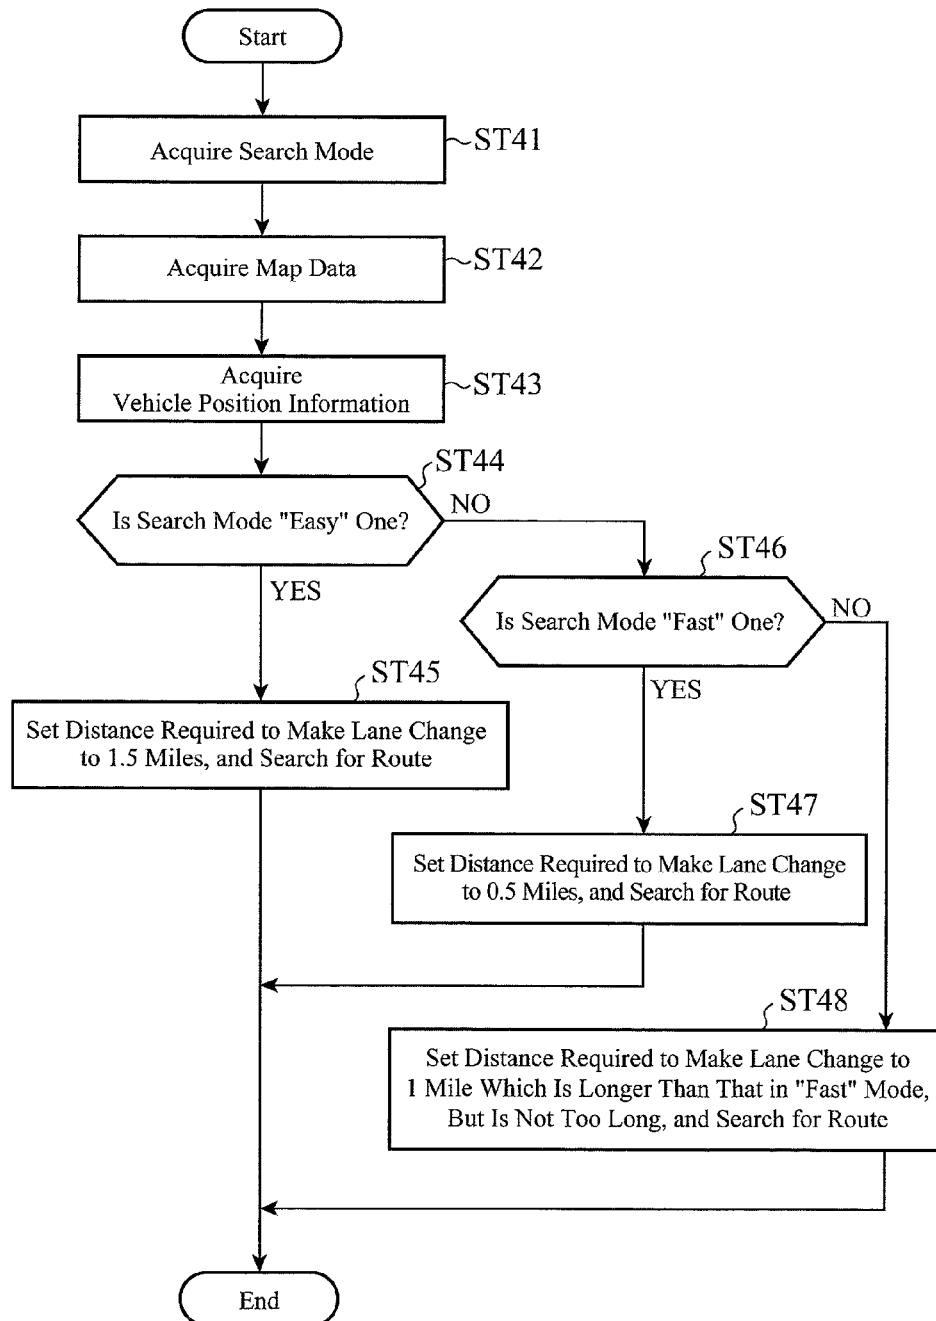 Start
Acquire Search Mode
ST41
Acquire Map Data
ST42
Acquire
Vehicle Position Information
ST43
ST44
Is Search Mode "Easy" One?
NO
YES
ST46
Is Search Mode "Fast" One?
NO
YES
ST45
Set Distance Required to Make Lane Change
to 1.5 Miles, and Search for Route
ST47
Set Distance Required to Make Lane Change
to 0.5 Miles, and Search for Route
ST48
Set Distance Required to Make Lane Change to
1 Mile Which Is Longer Than That in "Fast" Mode,
But Is Not Too Long, and Search for Route
End